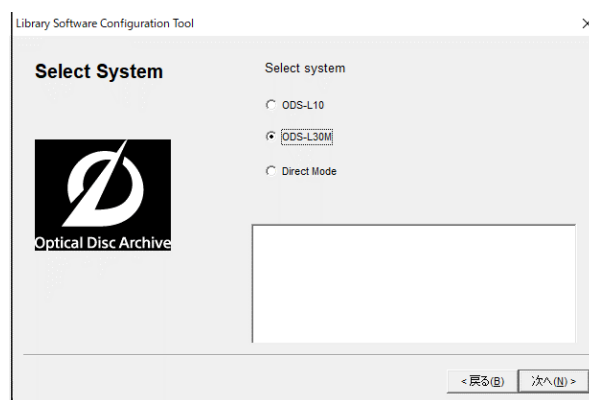 Library Software Configuration Tool
Select System
Select system
ODS-L10
ODS-L30M
Direct Mode
Optical Disc Archive
<戻る(B)
次へ(N)>